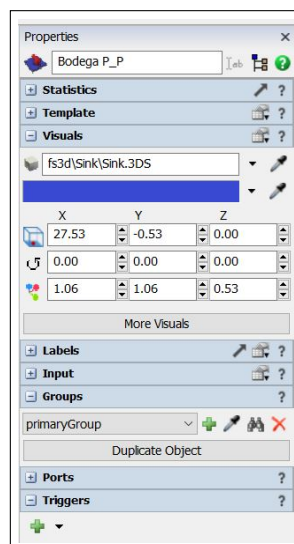 Properties
Bodega P_P
Statistics
Template
Visuals
fs3d\Sink\Sink.3DS
X Y Z
27.53 -0.53 0.00
0.00 0.00 0.00
1.06 1.06 0.53
More Visuals
Labels
Input
Groups
primaryGroup
Duplicate Object
Ports
Triggers